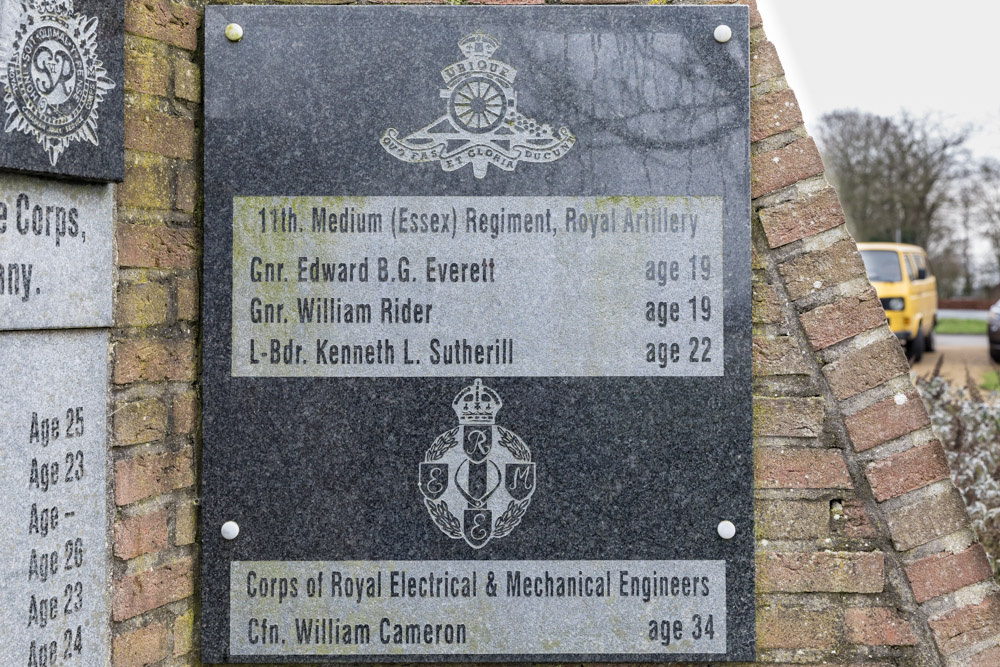 e Corps,
ny.
Age 25
Age 23
Age -
Age 26
Age 23
Age 24
UBIQUE
QUO FAS ET GLORIA DUCUNT
11th. Medium (Essex) Regiment, Royal Artillery
Gnr. Edward B.G. Everett age 19
Gnr. William Rider age 19
L-Bdr. Kenneth L. Sutherill age 22
R
E M
E
Corps of Royal Electrical & Mechanical Engineers
Cfn. William Cameron age 34